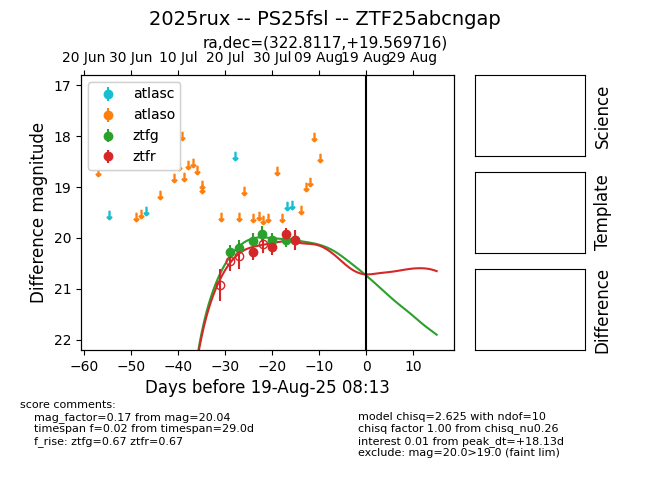 2025rux -- PS25fsl -- ZTF25abcngap
ra,dec=(322.8117,+19.569716)
20 Jun 30 Jun 10 Jul 20 Jul 30 Jul 09 Aug 19 Aug 29 Aug
17
18
19
20
21
22
Difference magnitude
atlasc
atlaso
ztfg
ztfr
−60 −50 −40 −30 −20 −10 0 10
Days before 19-Aug-25 08:13
Science
Template
Difference
score comments:
mag_factor=0.17 from mag=20.04
timespan f=0.02 from timespan=29.0d
f_rise: ztfg=0.67 ztfr=0.67
model chisq=2.625 with ndof=10
chisq factor 1.00 from chisq_nu0.26
interest 0.01 from peak_dt=+18.13d
exclude: mag=20.0>19.0 (faint lim)